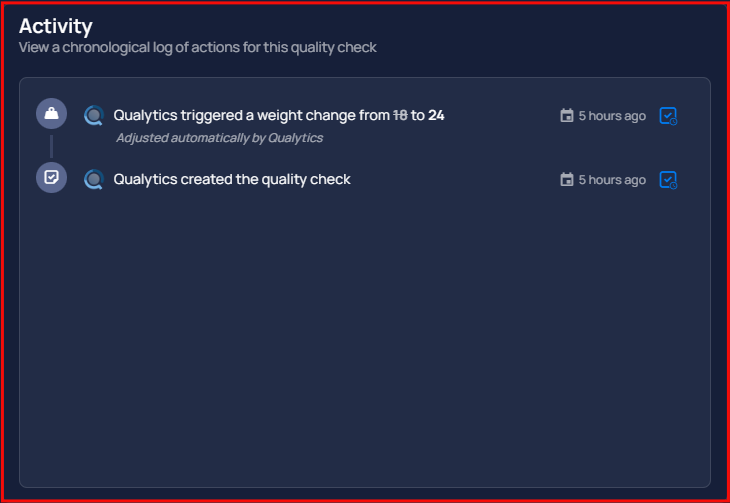 Activity
View a chronological log of actions for this quality check
Qualytics triggered a weight change from 18 to 24 5 hours ago
Adjusted automatically by Qualytics
Qualytics created the quality check 5 hours ago